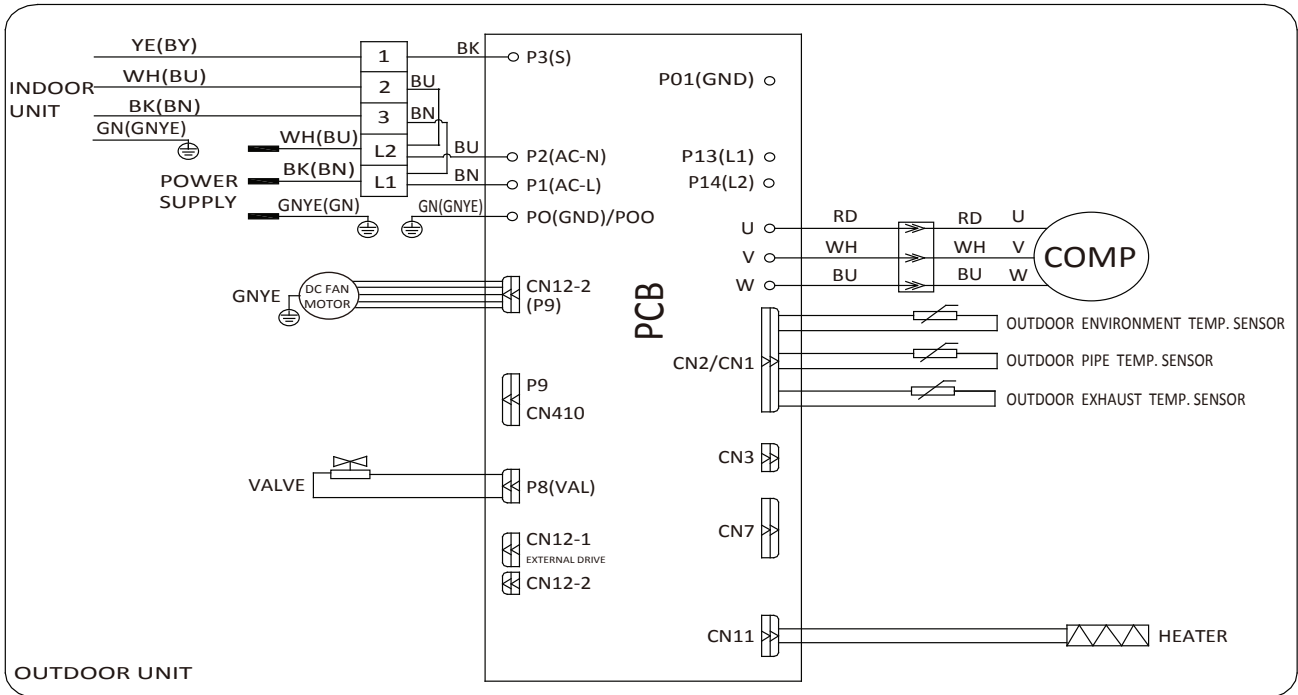 YE(BY)
1
BK
P3(S)
WH(BU)
2
BU
INDOOR
UNIT
BK(BN)
3
BN
GN(GNYE)
WH(BU)
L2
BU
P2(AC-N)
POWER
SUPPLY
BK(BN)
L1
BN
P1(AC-L)
GNYE(GN)
GN(GNYE)
PO(GND)/POO
GNYE
DC FAN
MOTOR
CN12-2
(P9)
P9
CN410
VALVE
P8(VAL)
CN12-1
EXTERNAL DRIVE
CN12-2
PCB
P01(GND)
P13(L1)
P14(L2)
U
RD
RD
U
V
WH
WH
V
W
BU
BU
W
COMP
CN2/CN1
OUTDOOR ENVIRONMENT TEMP. SENSOR
OUTDOOR PIPE TEMP. SENSOR
OUTDOOR EXHAUST TEMP. SENSOR
CN3
CN7
CN11
HEATER
OUTDOOR UNIT